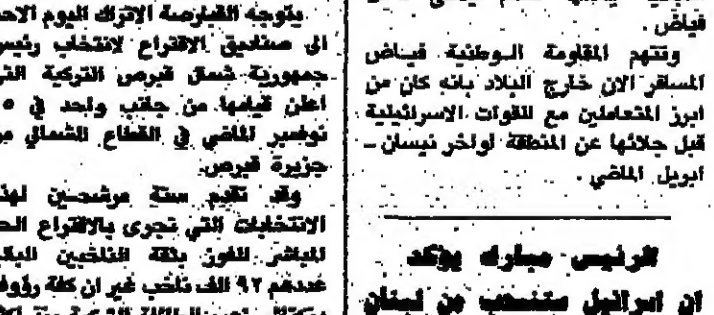 فياض .
وتتهم المقاومة الوطنية فياض
المسافر الان خارج البلاد بانه كان من
ابرز المتعاملين مع القوات الاسرائيلية
قبل جلائها عن المنطقة اواخر نيسان -
ابريل الماضي .
الرئيس مبارك يؤكد
ان اسرائيل ستنسحب من لبنان
يتوجه القبارصة الاتراك اليوم الاحد
الى صناديق الاقتراع لانتخاب رئيس
جمهورية شمال قبرص التركية التي
اعلن قيامها من جانب واحد في ١٥
نوفمبر الماضي في القطاع الشمالي من
جزيرة قبرص.
وقد تقدم ستة مرشحين لهذه
الانتخابات التي تجرى بالاقتراع الحر
المباشر للفوز بثقة الناخبين البالغ
عددهم ٩٢ الف ناخب غير ان كفة رؤوف